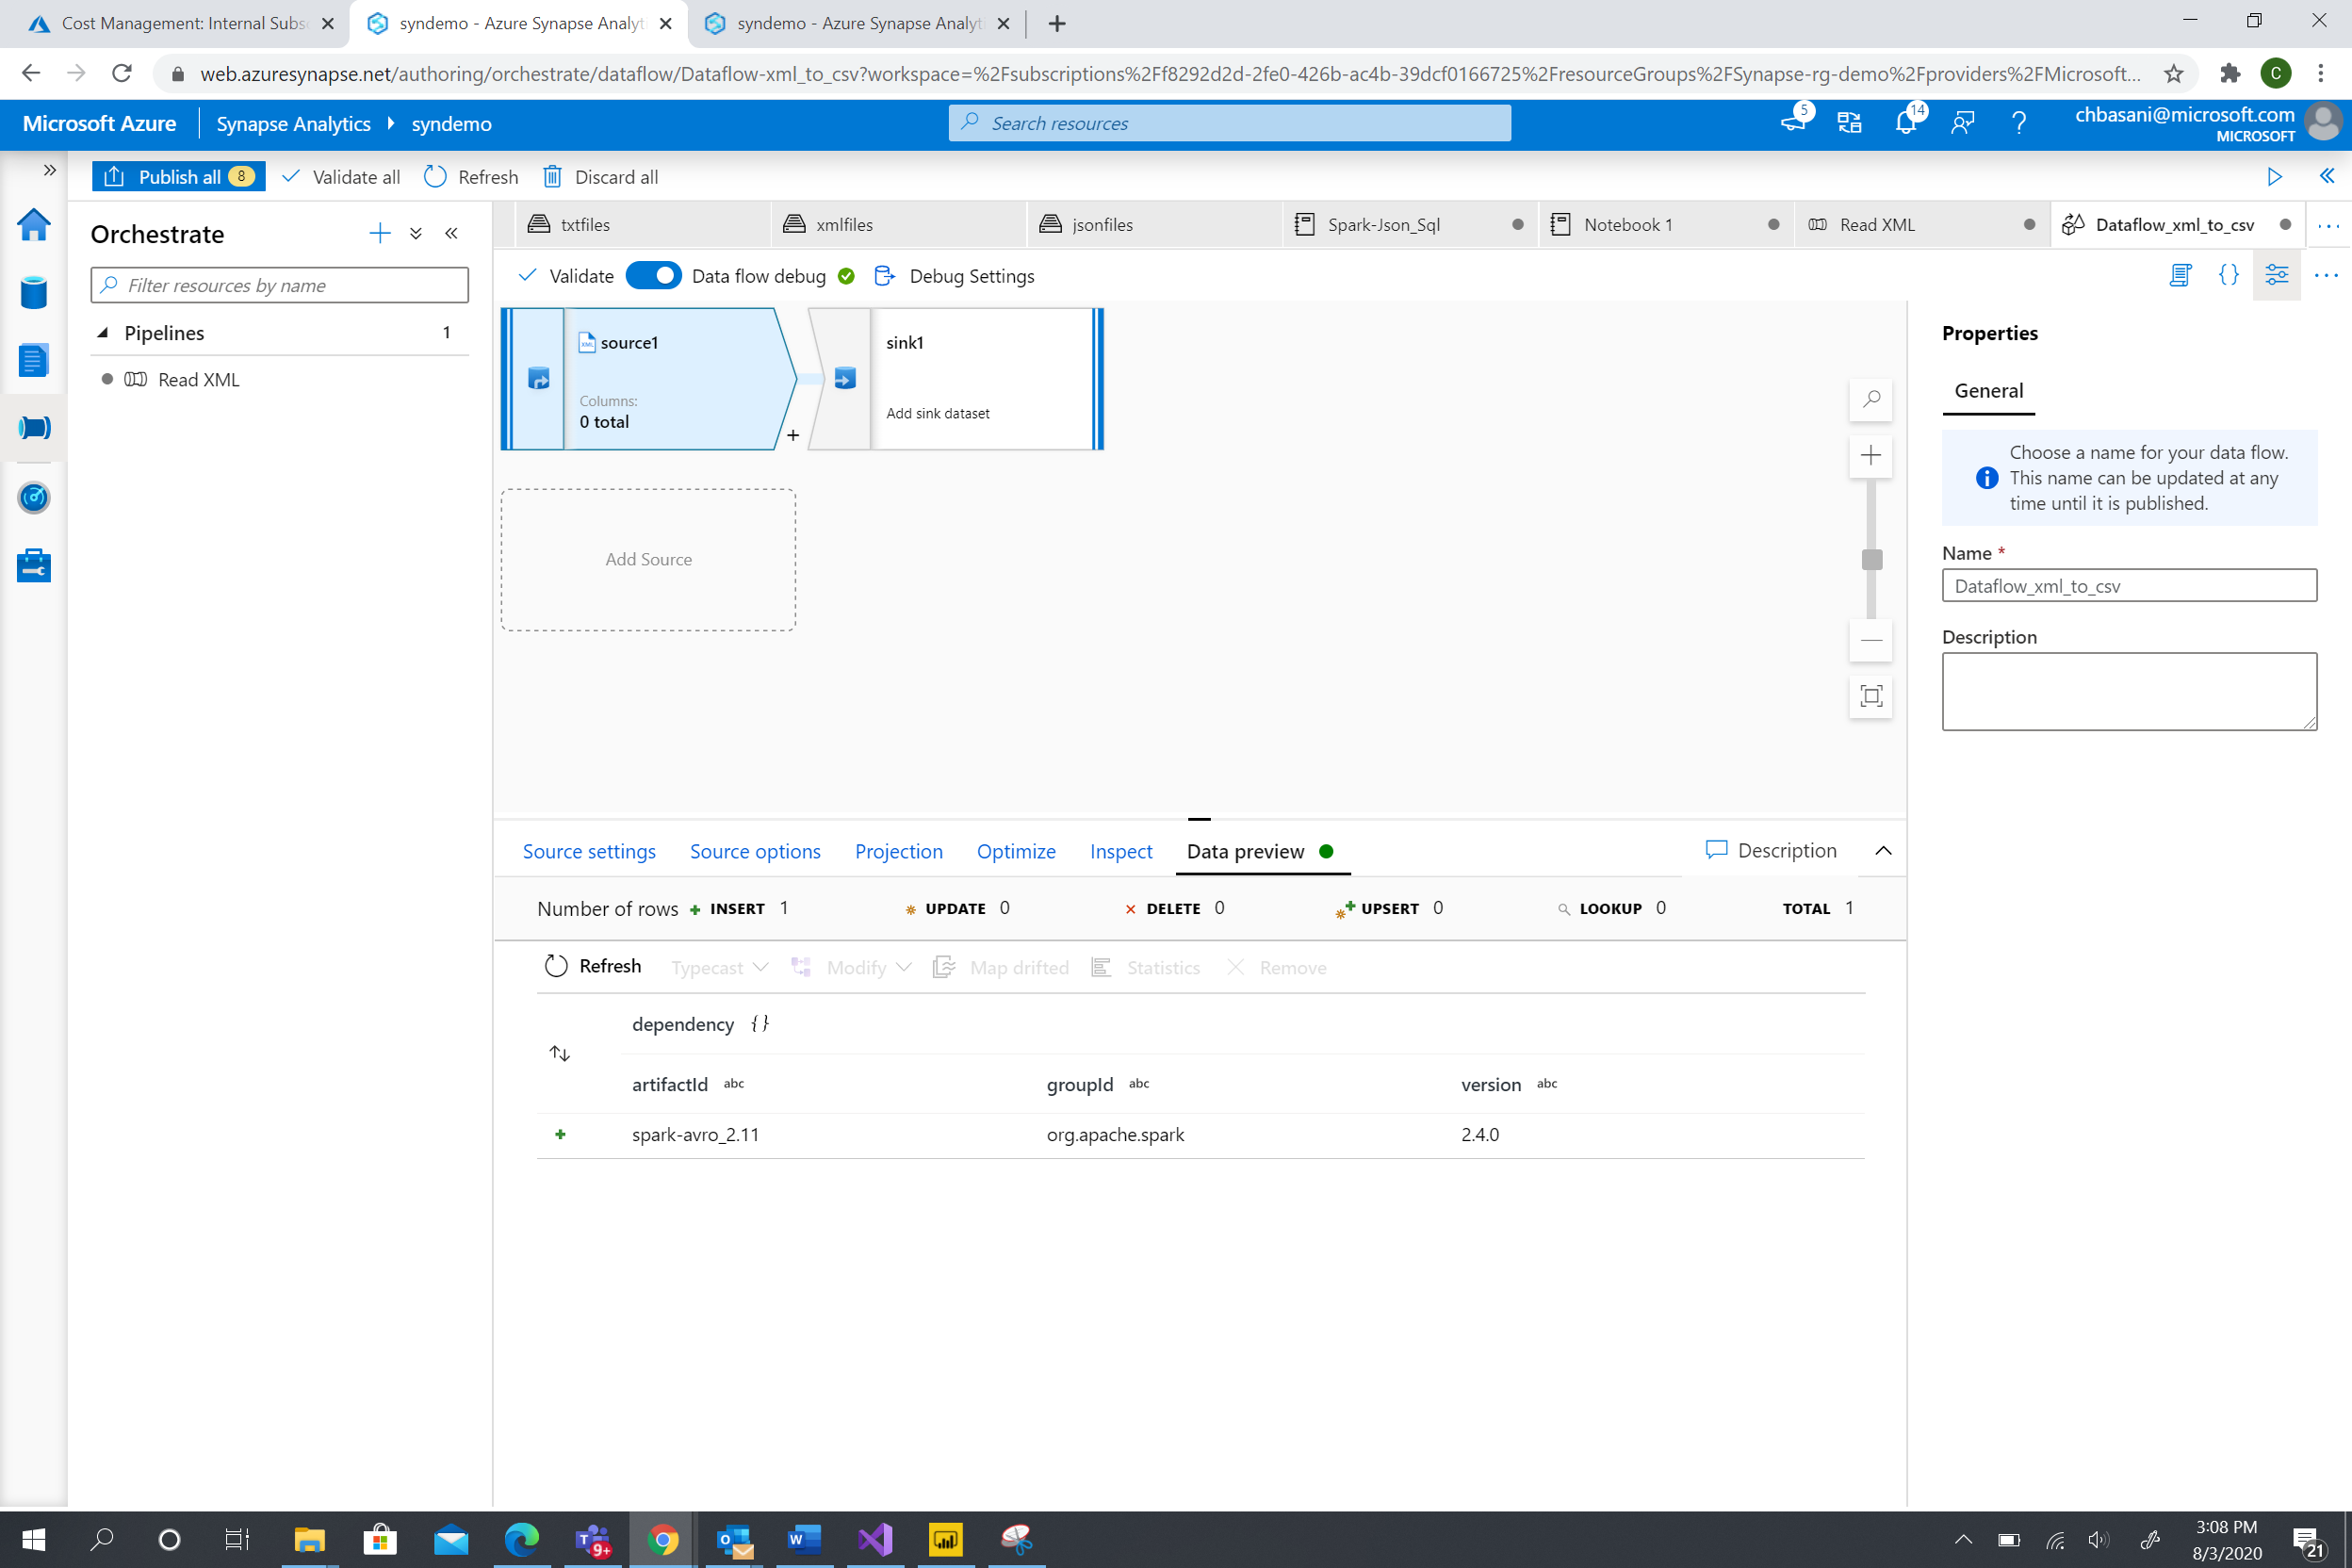 Cost Management: Internal Subs
syndemo - Azure Synapse Analyt
syndemo - Azure Synapse Analyt
web.azuresynapse.net/authoring/orchestrate/dataflow/Dataflow-xml_to_csv?workspace=%2Fsubscriptions%2Ff8292d2d-2fe0-426b-ac4b-39dcf0166725%2FresourceGroups%2FSynapse-rg-demo%2Fproviders%2FMicrosoft...
C
Microsoft Azure
Synapse Analytics
syndemo
Search resources
5
14
chbasani@microsoft.com
MICROSOFT
Publish all 8
Validate all
Refresh
Discard all
Orchestrate
Filter resources by name
Pipelines 1
Read XML
txtfiles
xmlfiles
jsonfiles
Spark-Json_Sql
Notebook 1
Read XML
Dataflow_xml_to_csv
Validate
Data flow debug
Debug Settings
source1
Columns:
0 total
sink1
Add sink dataset
Add Source
Properties
General
Choose a name for your data flow.
This name can be updated at any
time until it is published.
Name *
Dataflow_xml_to_csv
Description
Source settings
Source options
Projection
Optimize
Inspect
Data preview
Description
Number of rows
INSERT 1
UPDATE 0
DELETE 0
UPSERT 0
LOOKUP 0
TOTAL 1
Refresh
Typecast
Modify
Map drifted
Statistics
Remove
dependency {}
artifactId abc
groupId abc
version abc
spark-avro_2.11
org.apache.spark
2.4.0
9+
3:08 PM
8/3/2020
21